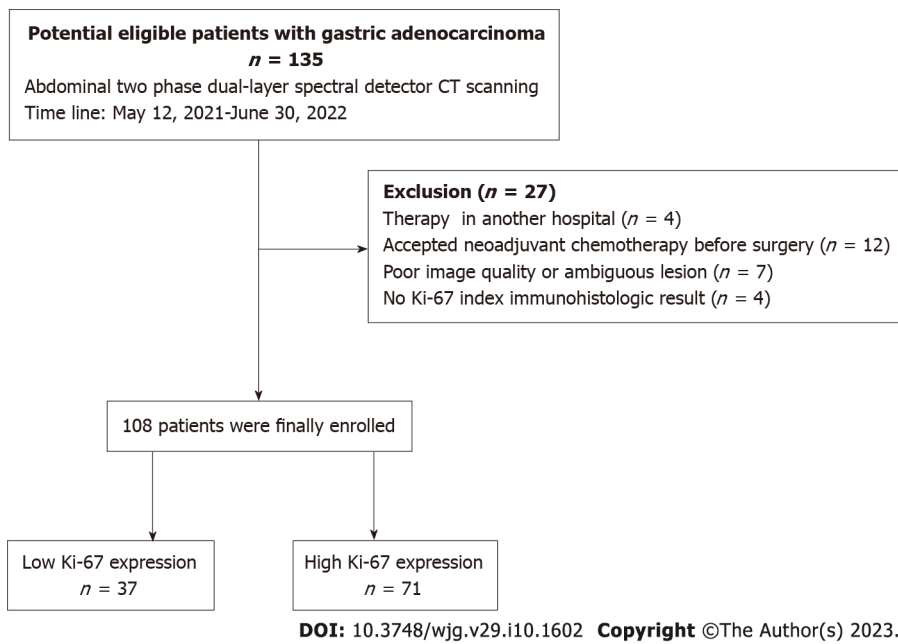 Potential eligible patients with gastric adenocarcinoma
n = 135
Abdominal two phase dual-layer spectral detector CT scanning
Time line: May 12, 2021-June 30, 2022
Exclusion (n = 27)
Therapy in another hospital (n = 4)
Accepted neoadjuvant chemotherapy before surgery (n = 12)
Poor image quality or ambiguous lesion (n = 7)
No Ki-67 index immunohistologic result (n = 4)
108 patients were finally enrolled
Low Ki-67 expression
n = 37
High Ki-67 expression
n = 71
DOI: 10.3748/wjg.v29.i10.1602 Copyright ©The Author(s) 2023.